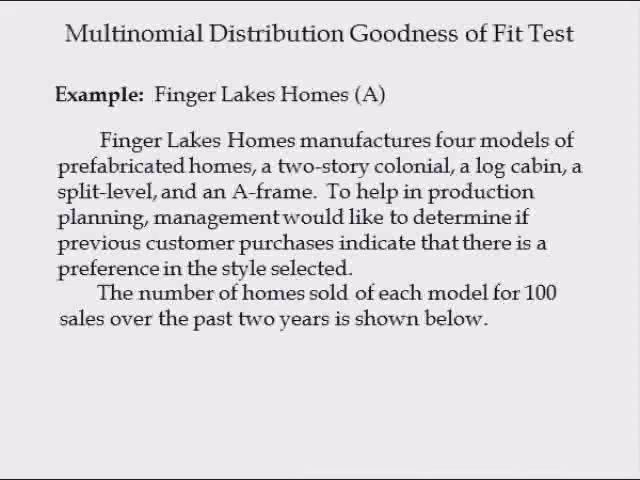 Multinomial Distribution Goodness of Fit Test
Example: Finger Lakes Homes (A)
Finger Lakes Homes manufactures four models of
prefabricated homes, a two-story colonial, a log cabin, a
split-level, and an A-frame. To help in production
planning, management would like to determine if
previous customer purchases indicate that there is a
preference in the style selected.
The number of homes sold of each model for 100
sales over the past two years is shown below.